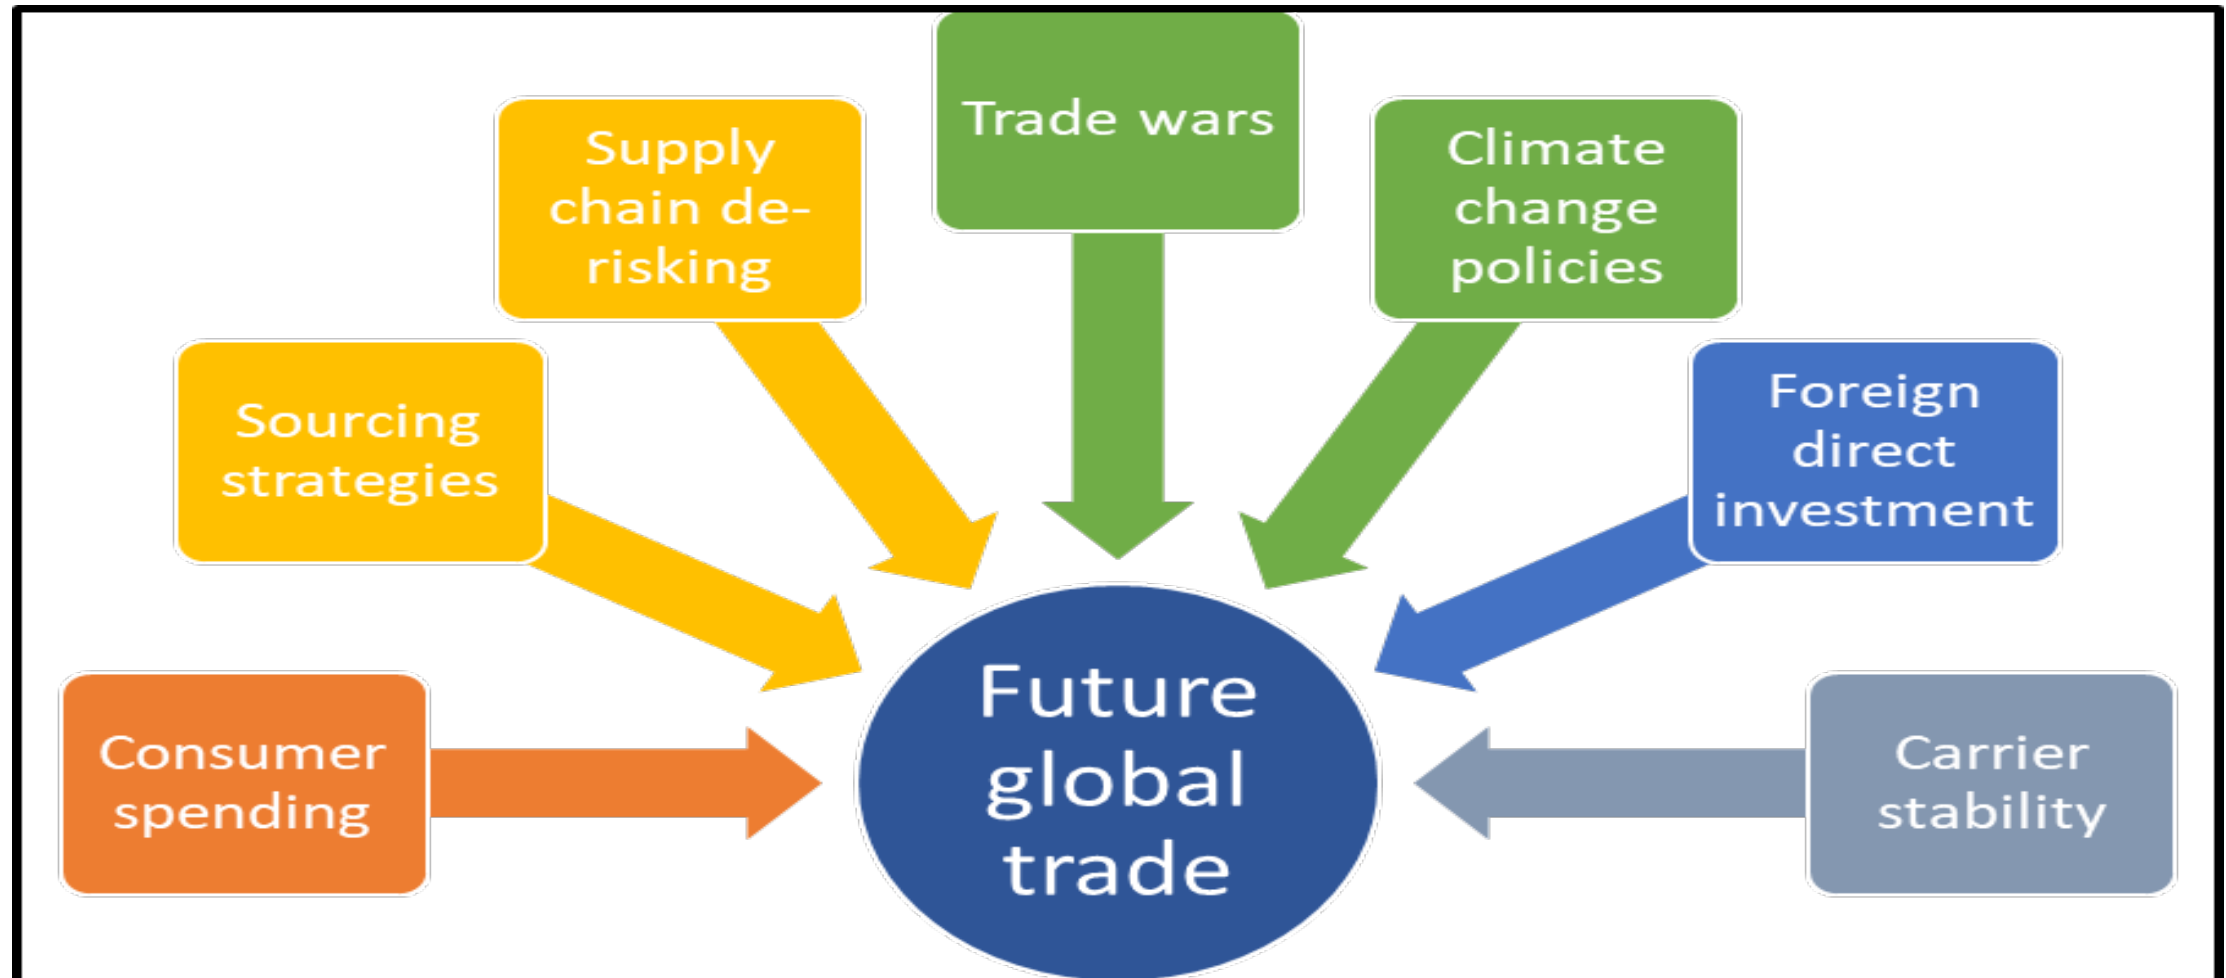 Trade wars
Supply
chain de-
risking
Climate
change
policies
Sourcing
strategies
Foreign
direct
investment
Consumer
spending
Future
global
trade
Carrier
stability